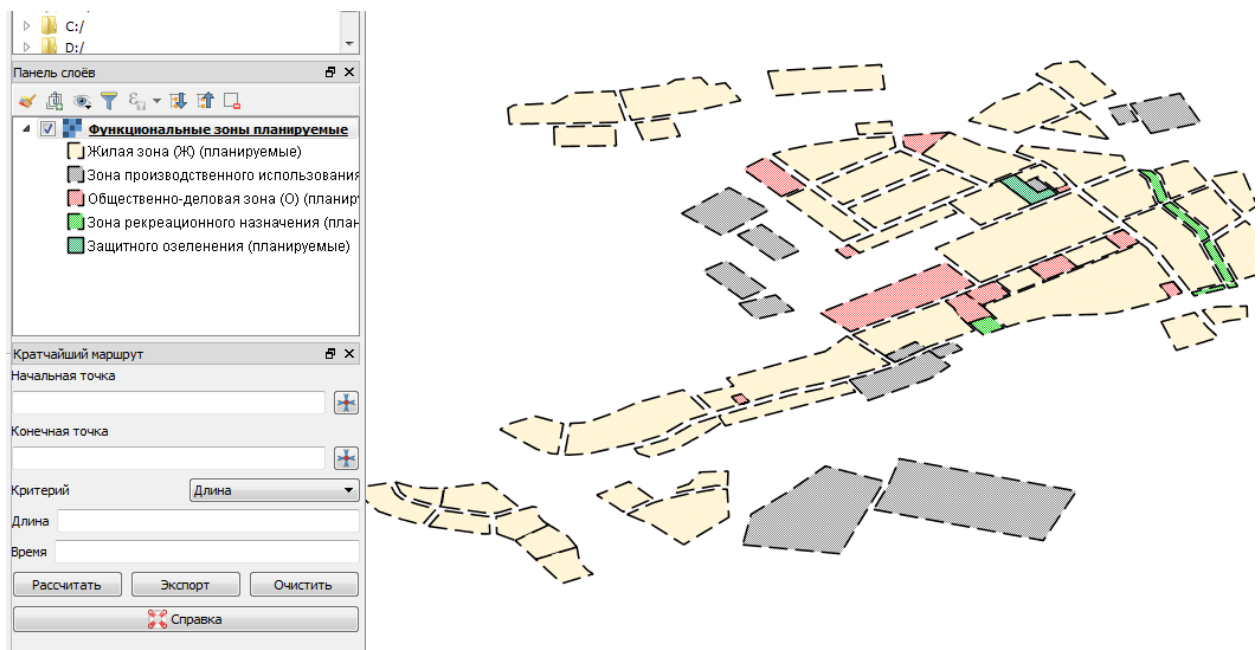 C:/
D:/
Панель слоёв
Функциональные зоны планируемые
Жилая зона (Ж) (планируемые)
Зона производственного использования
Общественно-деловая зона (О) (планир
Зона рекреационного назначения (план
Защитного озеленения (планируемые)
Кратчайший маршрут
Начальная точка
Конечная точка
Критерий Длина
Длина
Время
Рассчитать Экспорт Очистить
Справка